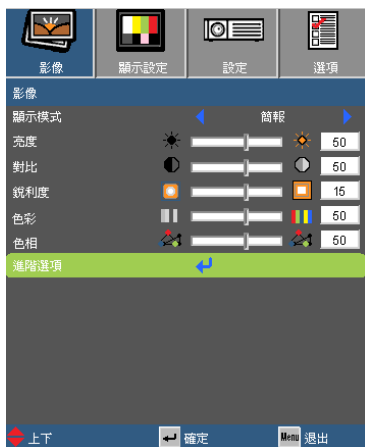 影像 顯示設定 設定 選項
影像
顯示模式 簡報
亮度 50
對比 50
銳利度 15
色彩 50
色相 50
進階選項
上下 確定 Menu 退出